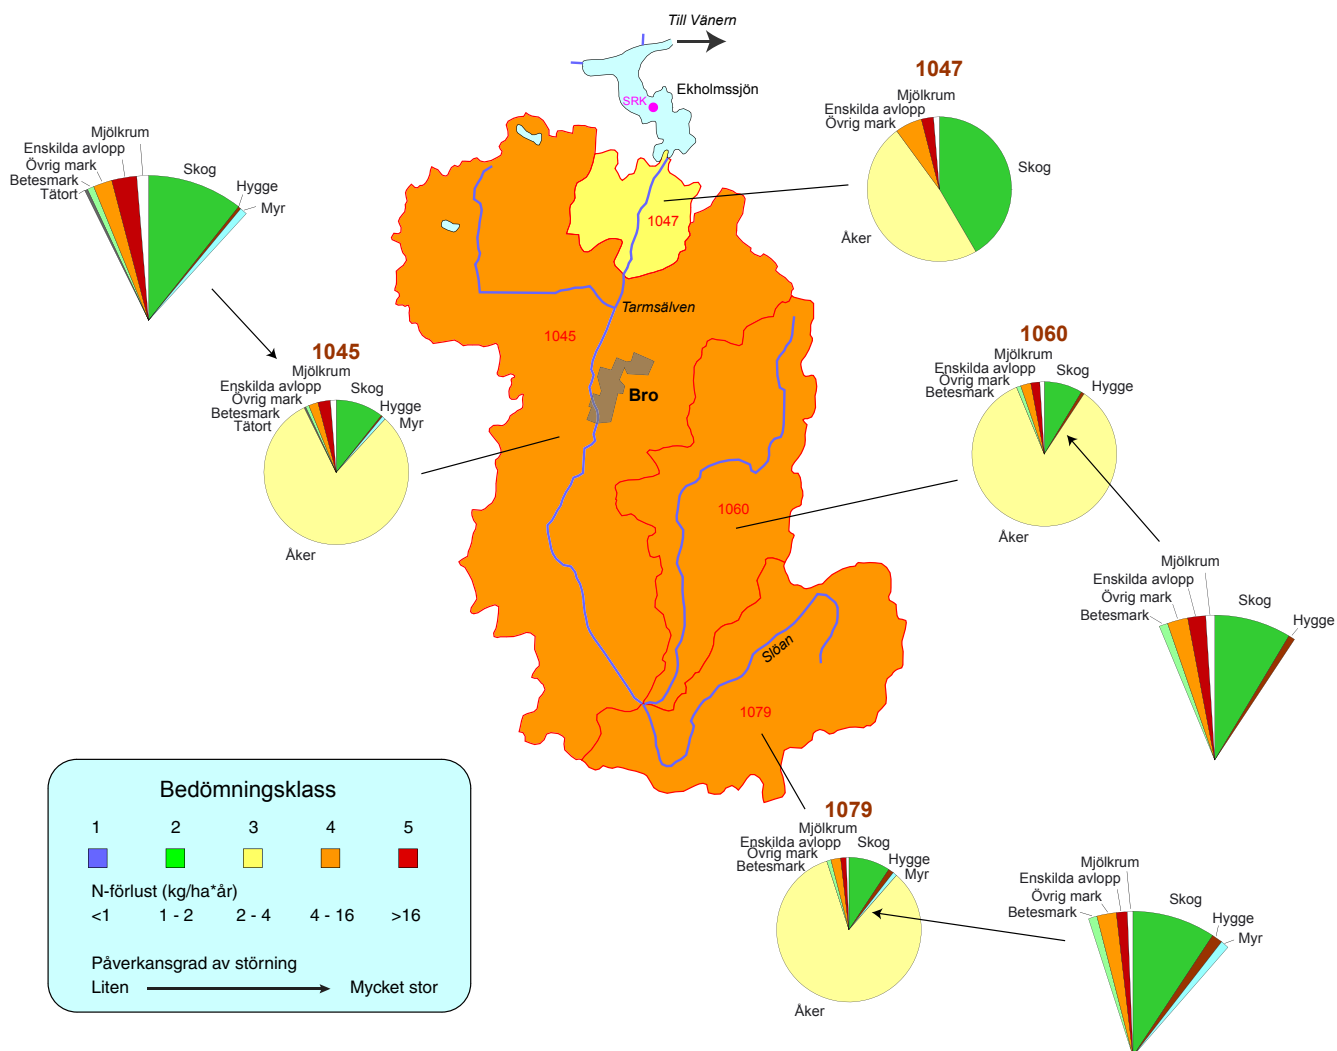 Till Vänern
Ekholmssjön
SRK
1047
Mjölkrum
Enskilda avlopp
Övrig mark
Skog
Åker
Mjölkrum
Enskilda avlopp
Övrig mark
Betesmark
Tätort
Skog
Hygge
Myr
1047
Tarmsälven
1045
Bro
1045
Mjölkrum
Enskilda avlopp
Övrig mark
Betesmark
Tätort
Skog
Hygge
Myr
Åker
1060
Mjölkrum
Enskilda avlopp
Övrig mark
Betesmark
Skog
Hygge
Åker
1060
Mjölkrum
Enskilda avlopp
Övrig mark
Betesmark
Skog
Hygge
Slöan
1079
1079
Mjölkrum
Enskilda avlopp
Övrig mark
Betesmark
Skog
Hygge
Myr
Åker
Mjölkrum
Enskilda avlopp
Övrig mark
Betesmark
Skog
Hygge
Myr
Bedömningsklass
1 2 3 4 5
N-förlust (kg/ha*år)
<1 1 - 2 2 - 4 4 - 16 >16
Påverkansgrad av störning
Liten Mycket stor